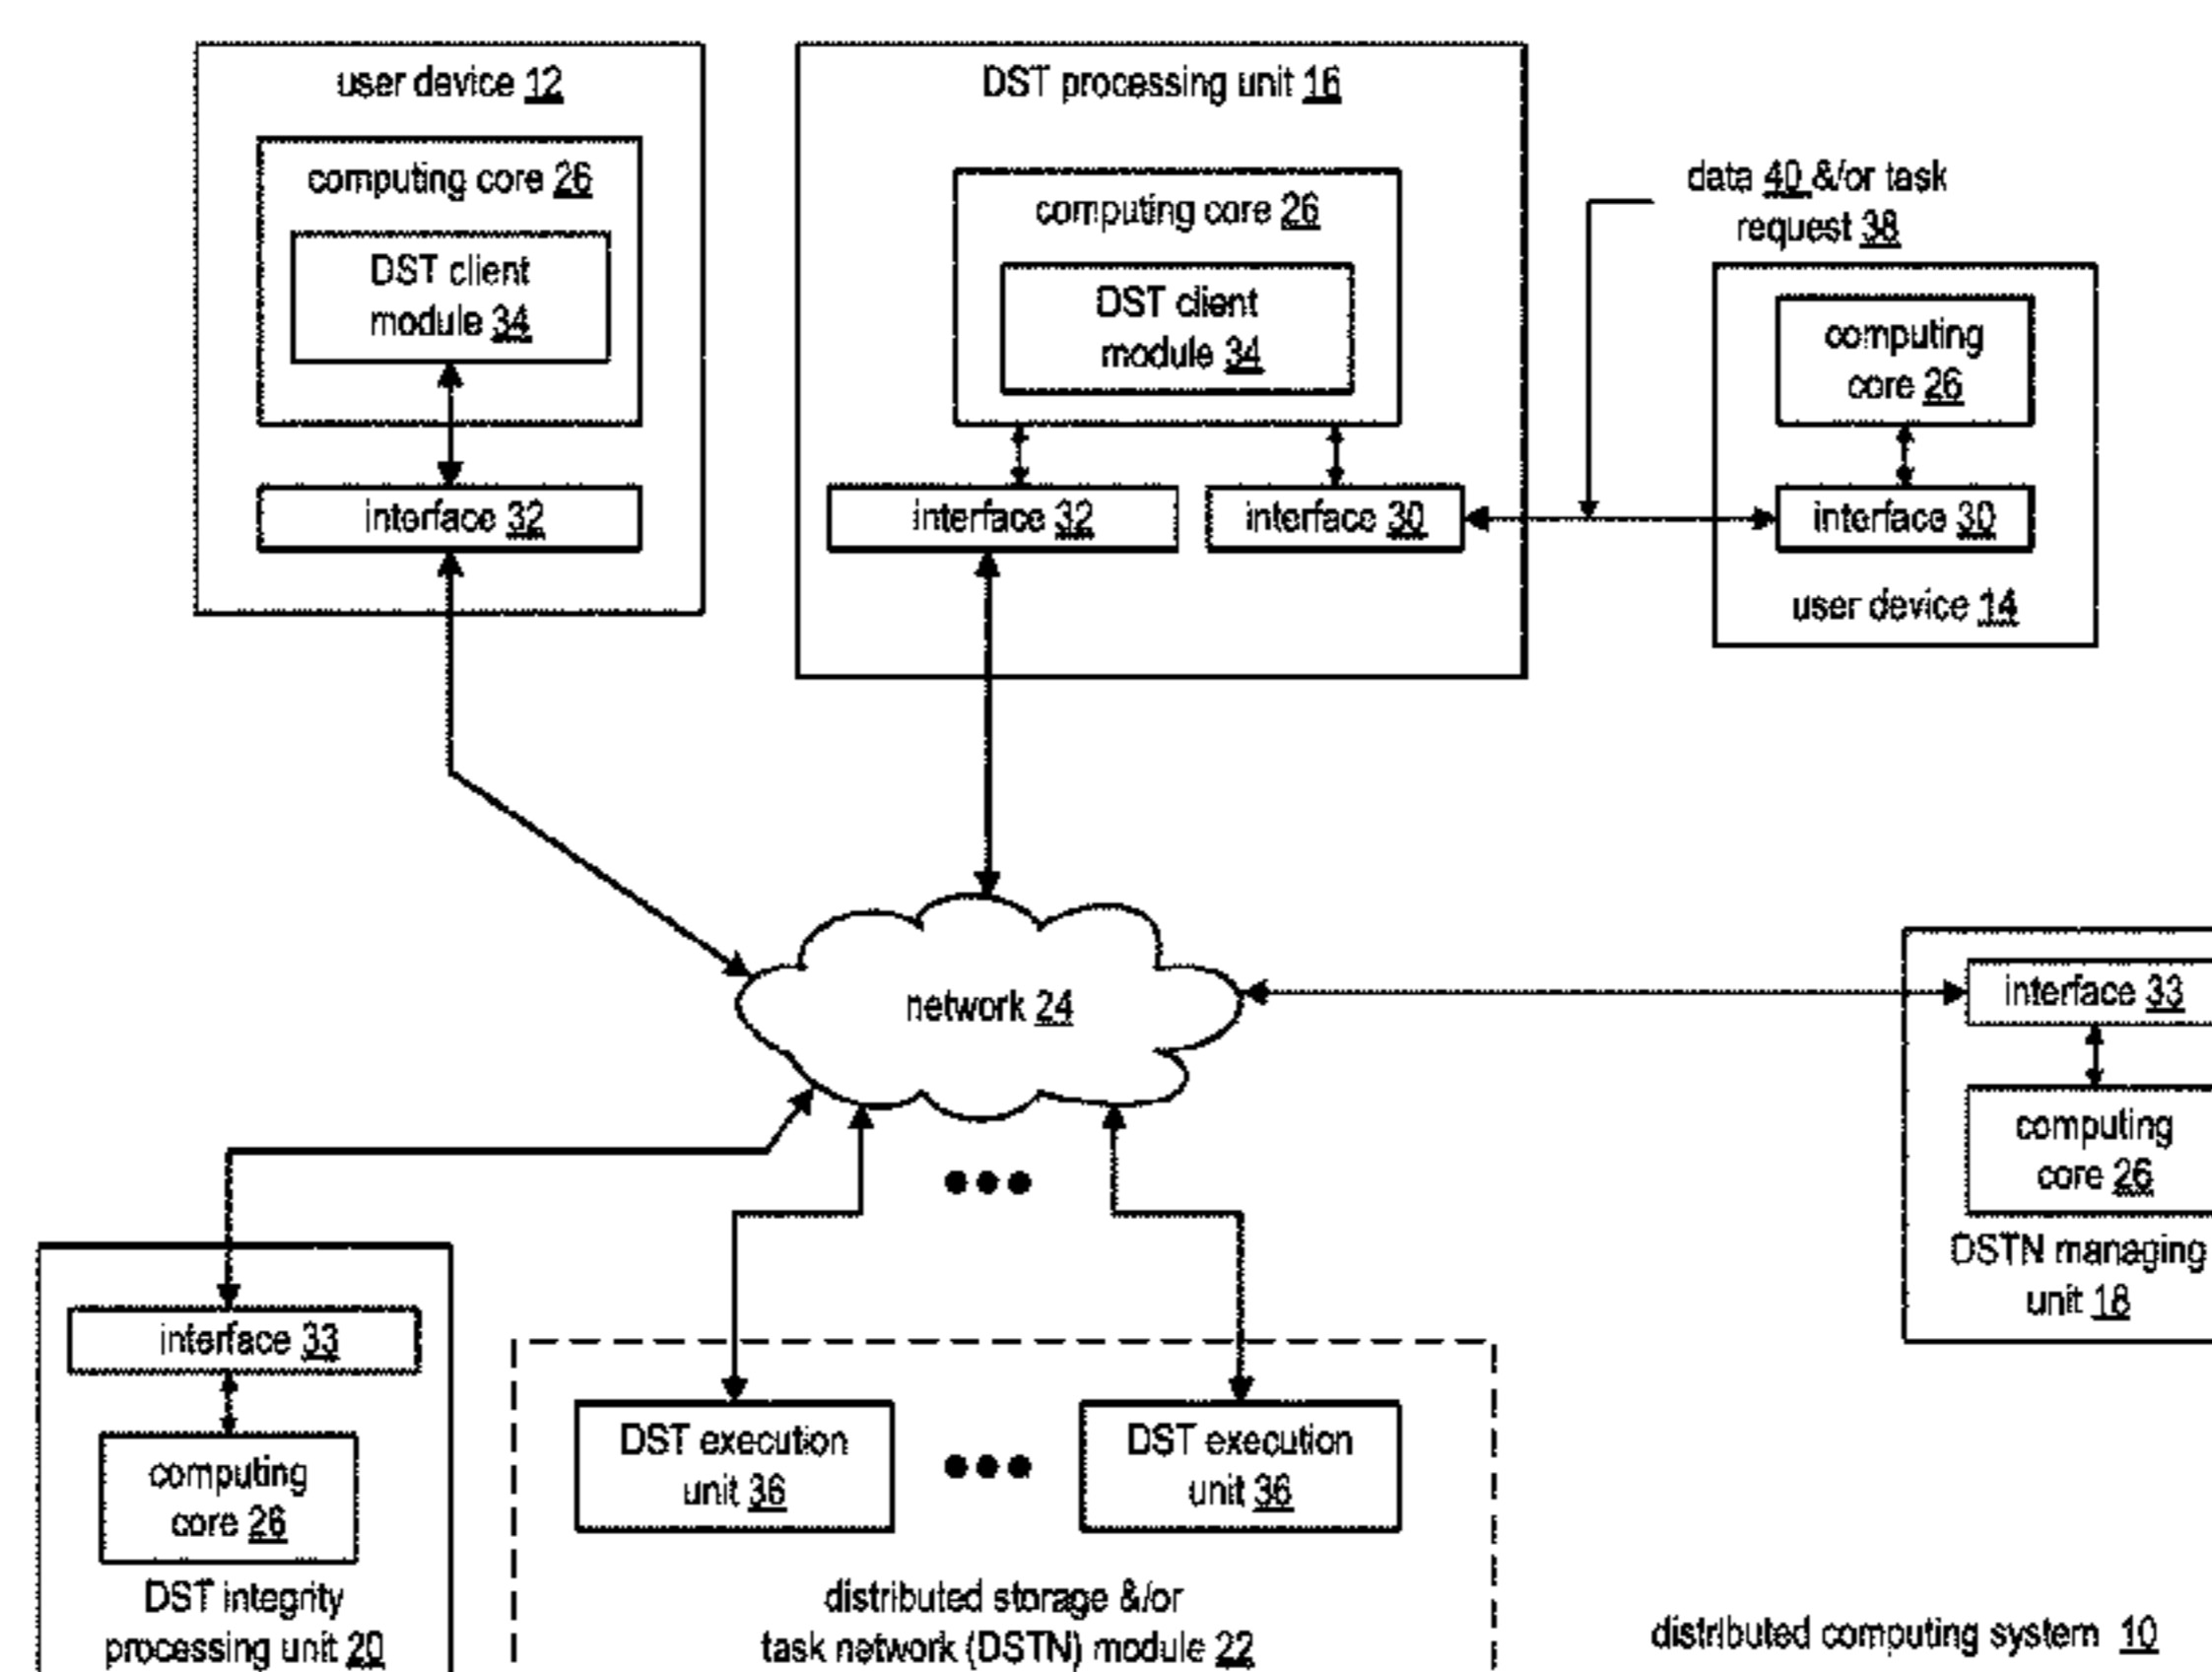 user device 12
computing core 26
DST client
module 34
interface 32
DST processing unit 16
computing core 26
DST client
module 34
interface 32
interface 30
data 40 &/or task
request 38
computing
core 26
interface 30
user device 14
network 24
interface 33
computing
core 26
DSTN managing
unit 18
interface 33
computing
core 26
DST integrity
processing unit 20
DST execution
unit 36
DST execution
unit 36
distributed storage &/or
task network (DSTN) module 22
distributed computing system 10